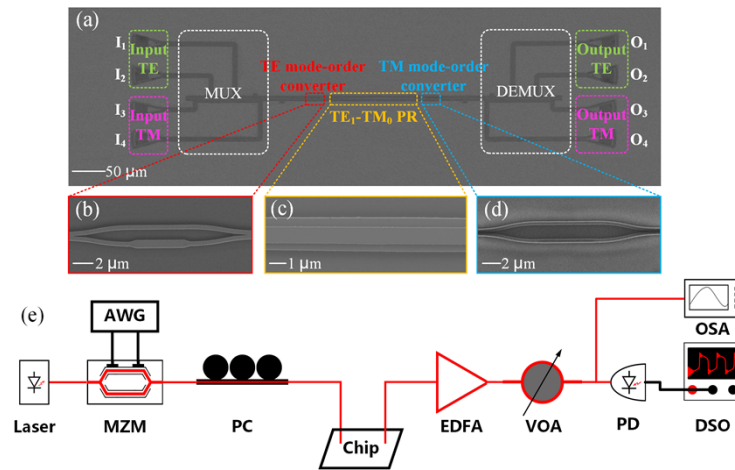 (a)
I₁
Input
TE
I₂
I₃
Input
TM
I₄
MUX
TE mode-order
converter
TM mode-order
converter
TE₁-TM₀ PR
DEMUX
Output
TE
O₁
O₂
Output
TM
O₃
O₄
50 μm
(b)
2 μm
(c)
1 μm
(d)
2 μm
(e)
AWG
Laser
MZM
PC
Chip
EDFA
VOA
PD
OSA
DSO